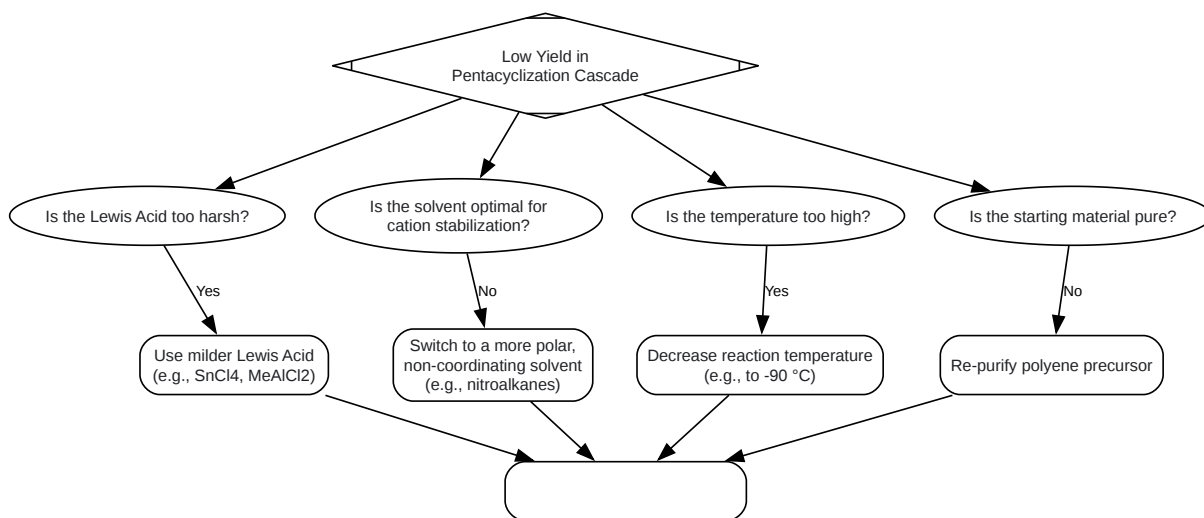 Low Yield in
Pentacyclization Cascade
Is the Lewis Acid too harsh?
Is the solvent optimal for
cation stabilization?
Is the temperature too high?
Is the starting material pure?
Yes
No
Yes
No
Use milder Lewis Acid
(e.g., SnCl4, MeAlCl2)
Switch to a more polar,
non-coordinating solvent
(e.g., nitroalkanes)
Decrease reaction temperature
(e.g., to -90 °C)
Re-purify polyene precursor